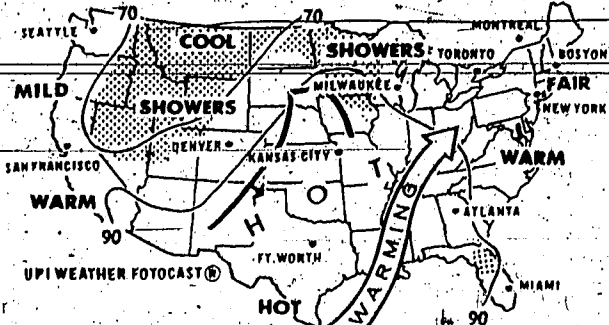 70
70
SEATTLE
MONTREAL
COOL
SHOWERS
TORONTO
BOSTON
MILD
MILWAUKEE
FAIR
SHOWERS
NEW YORK
DENVER
KANSAS CITY
SAN FRANCISCO
WARM
WARM
HOT
ATLANTA
90
WARMING
FT. WORTH
UPI WEATHER FOTOCAST ®
MIAMI
HOT
90